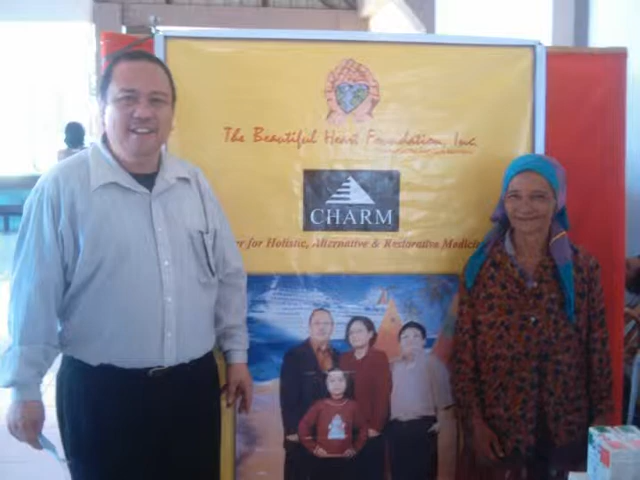 The Beautiful Heart Foundation, Inc.
CHARM
for Holistic, Alternative & Restorative Medicine